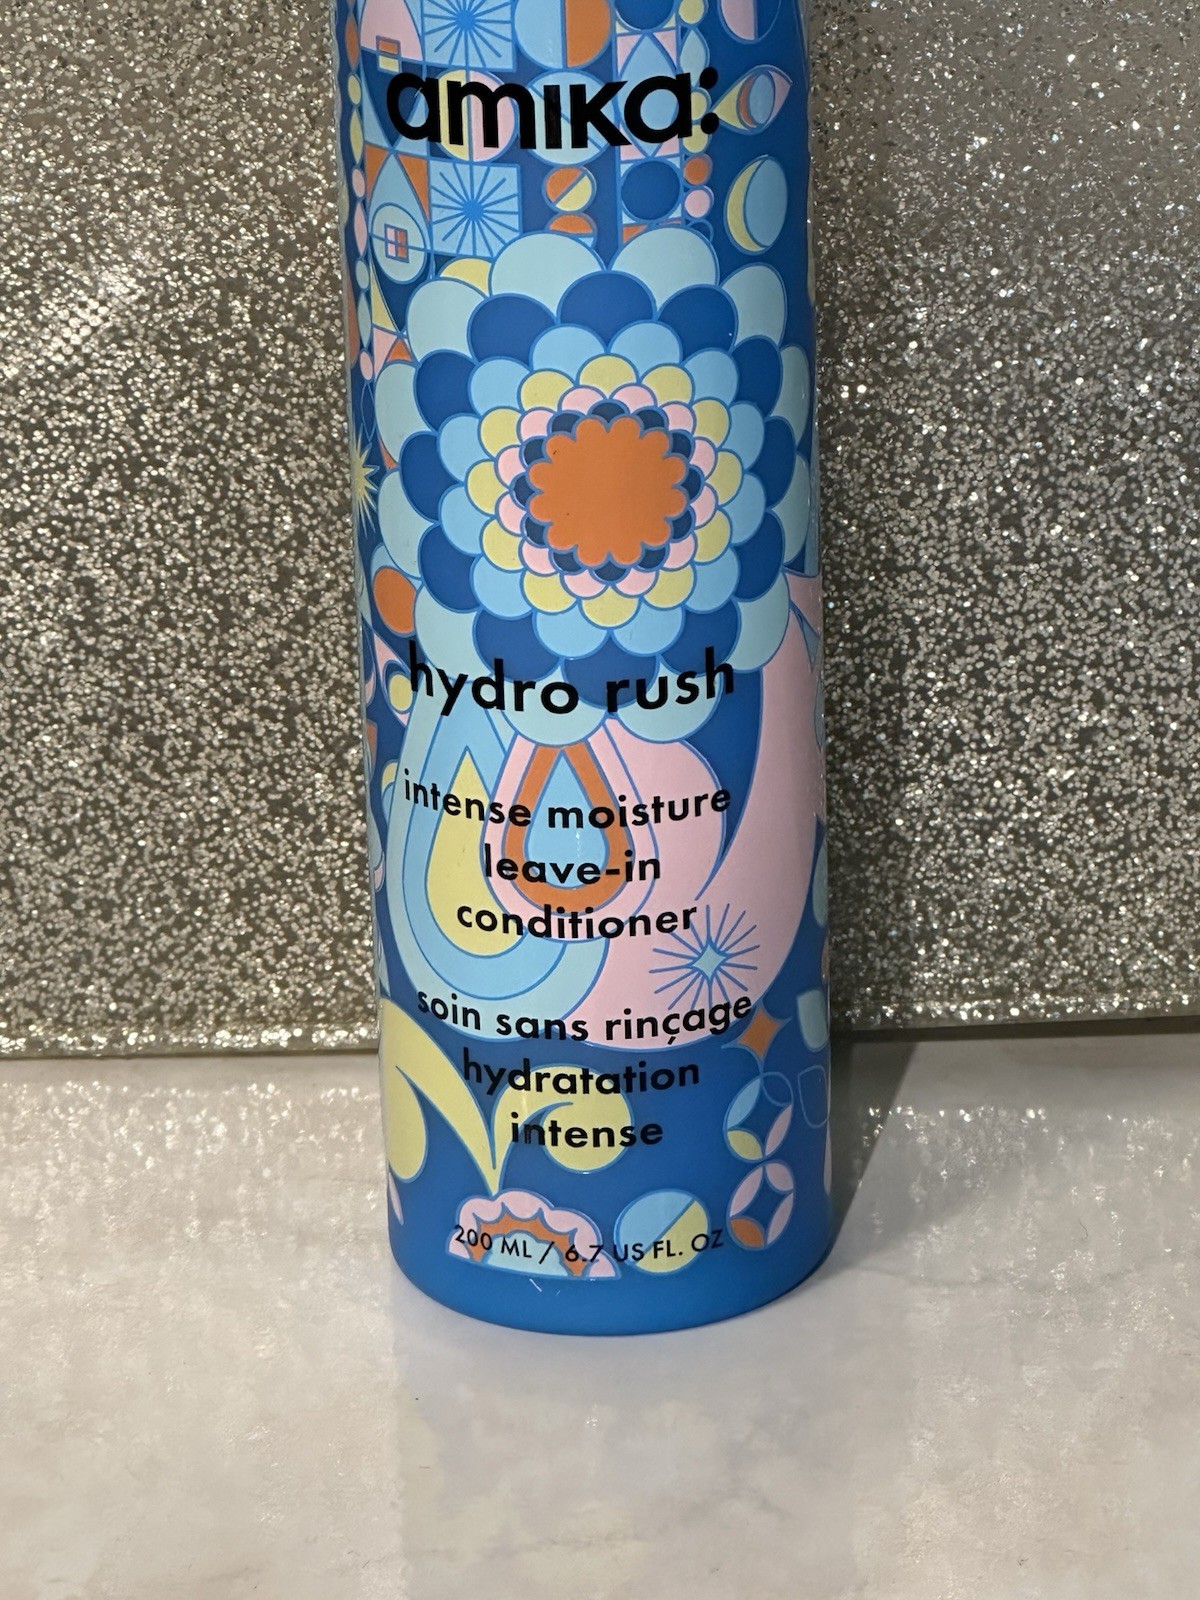 amika:
hydro rush
intense moisture
leave-in
conditioner
soin sans rinçage
hydratation
intense
200 ML / 6.7 US FL. OZ